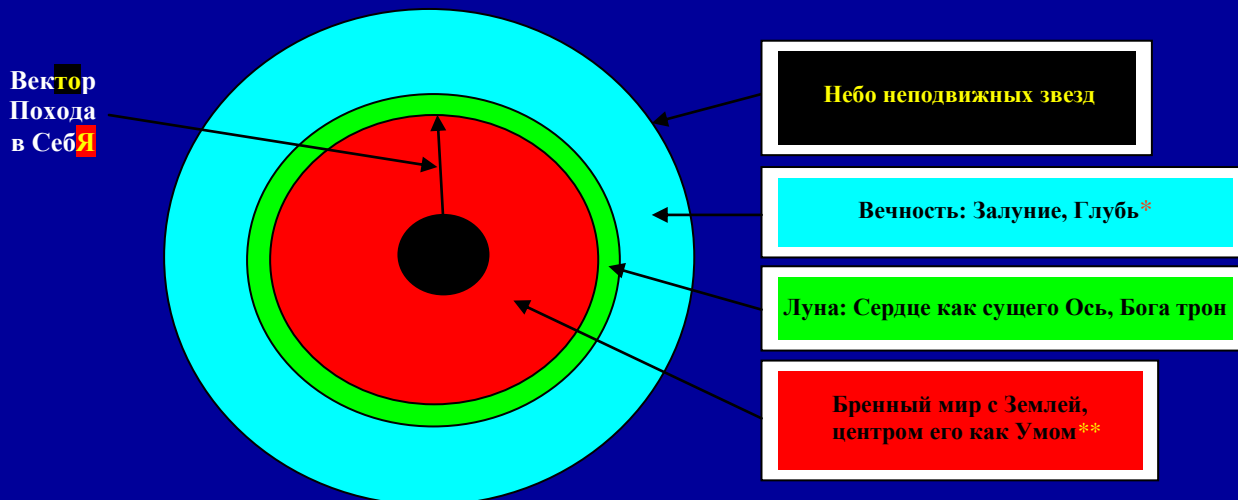 Вектор
Похода
в СебЯ
Небо неподвижных звезд
Вечность: Залуние, Глубь*
Луна: Сердце как сущего Ось, Бога трон
Бренный мир с Землей,
центром его как Умом**